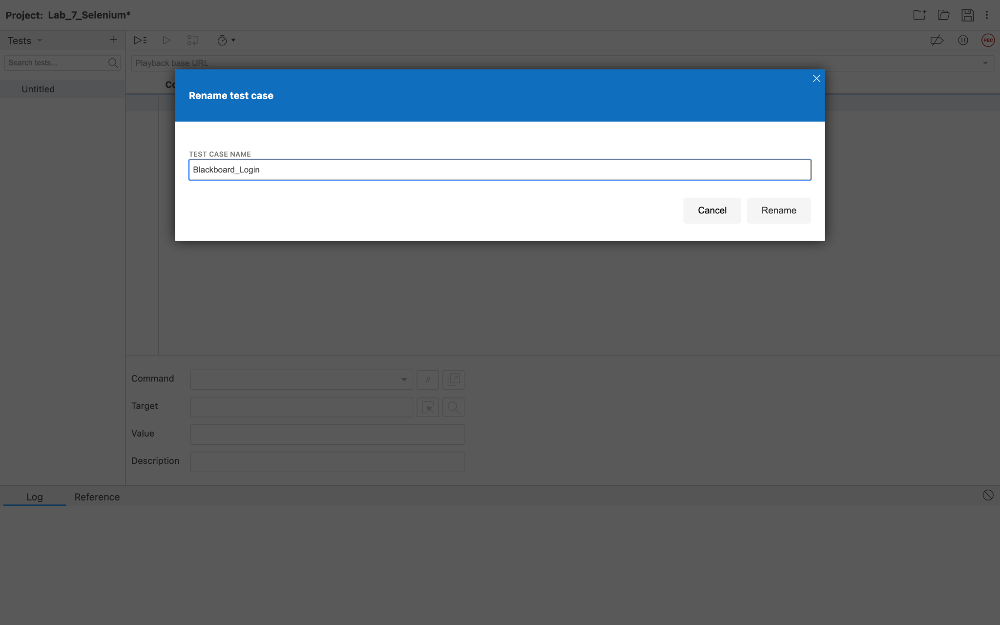 Project: Lab_7_Selenium*
Tests
REC
Search tests...
Playback base URL
Untitled
Co
Rename test case
TEST CASE NAME
Blackboard_Login
Cancel
Rename
Command
//
Target
Value
Description
Log
Reference